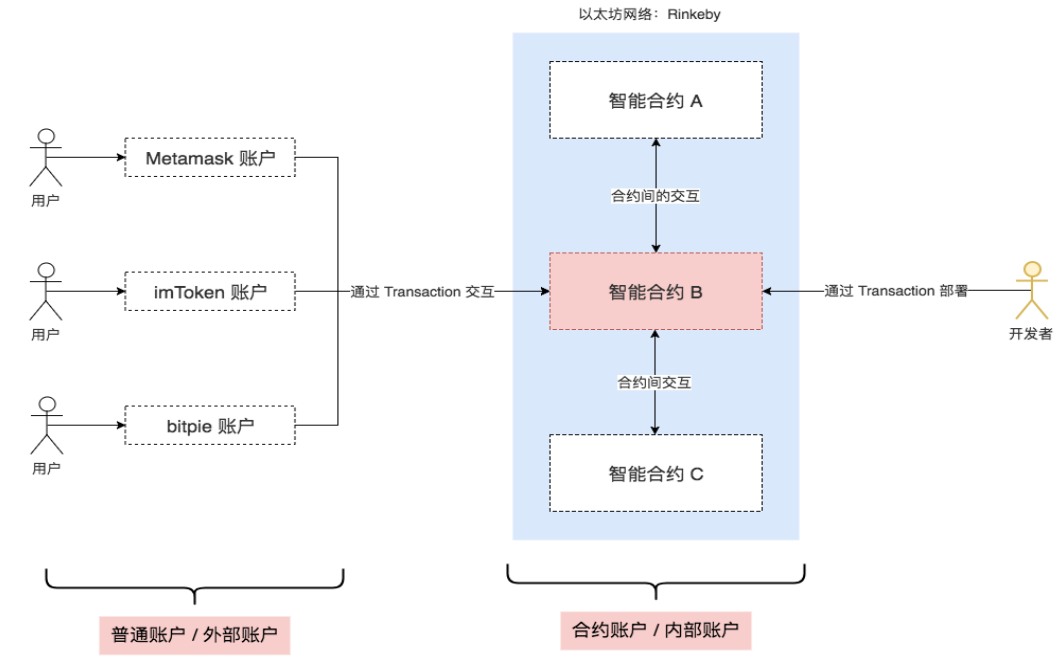 以太坊网络：Rinkeby
智能合约 A
Metamask 账户
用户
合约间的交互
imToken 账户
用户
通过 Transaction 交互
智能合约 B
通过 Transaction 部署
开发者
合约间交互
bitpie 账户
用户
智能合约 C
普通账户 / 外部账户
合约账户 / 内部账户